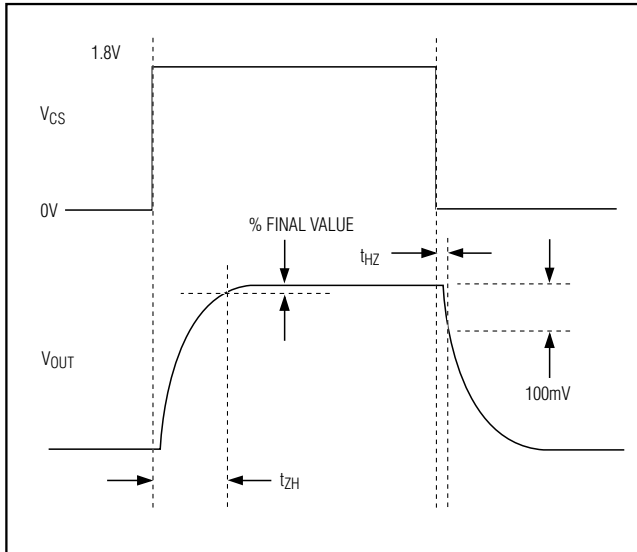 1.8V
VCS
0V
% FINAL VALUE
tHZ
VOUT
100mV
tZH